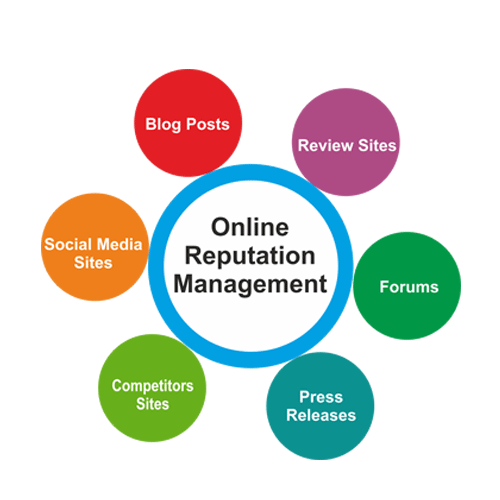 Blog Posts
Review Sites
Online
Reputation
Management
Social Media
Sites
Forums
Competitors
Sites
Press
Releases